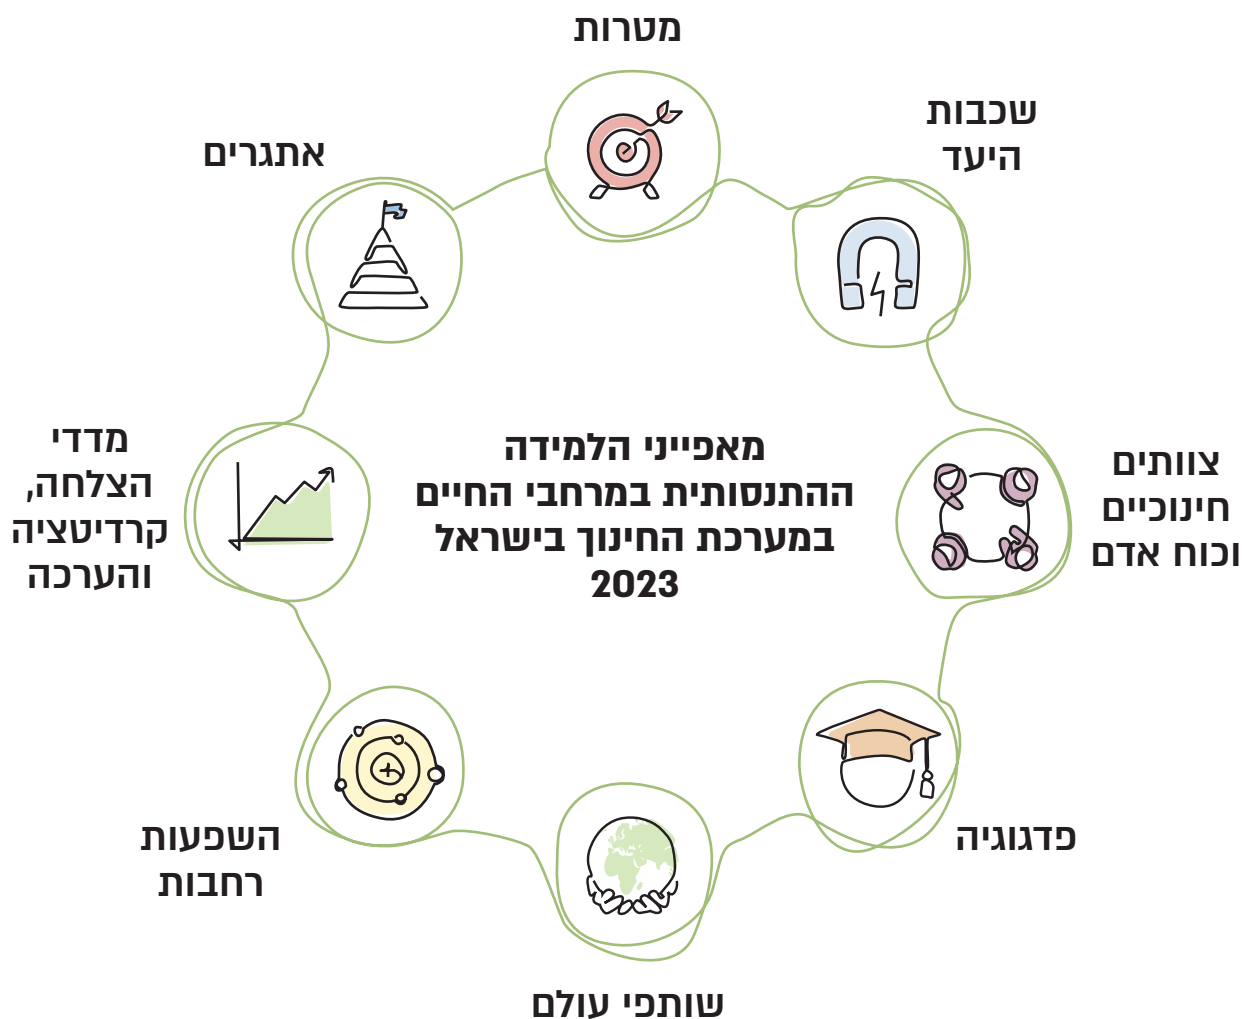 מטרות
שכבות
היעד
צוותים
חינוכיים
וכוח אדם
פדגוגיה
שותפי עולם
השפעות
רחבות
מדדי
הצלחה,
קרדיטציה
והערכה
אתגרים
מאפייני הלמידה
ההתנסותית במרחבי החיים
במערכת החינוך בישראל
2023